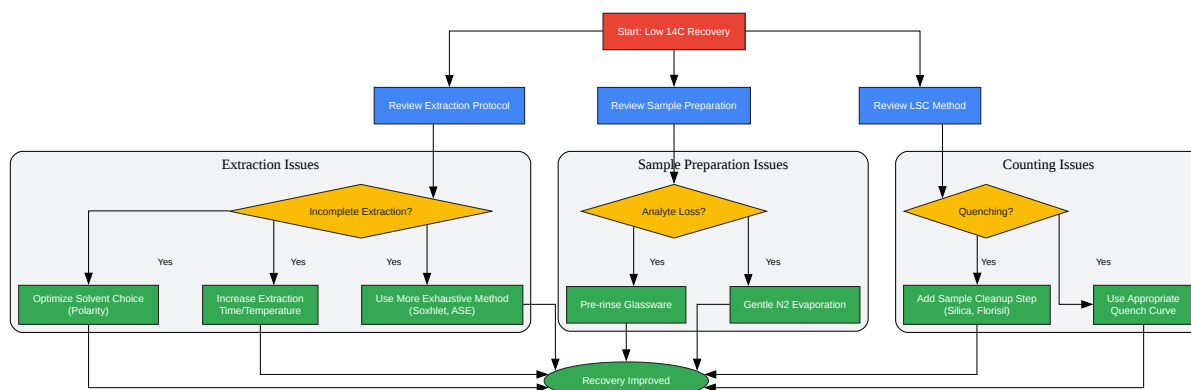 Start: Low 14C Recovery
Review Extraction Protocol
Review Sample Preparation
Review LSC Method
Extraction Issues
Sample Preparation Issues
Counting Issues
Incomplete Extraction?
Analyte Loss?
Quenching?
Yes
Yes
Yes
Yes
Yes
Yes
Yes
Optimize Solvent Choice
(Polarity)
Increase Extraction
Time/Temperature
Use More Exhaustive Method
(Soxhlet, ASE)
Pre-rinse Glassware
Gentle N2 Evaporation
Add Sample Cleanup Step
(Silica, Florisil)
Use Appropriate
Quench Curve
Recovery Improved